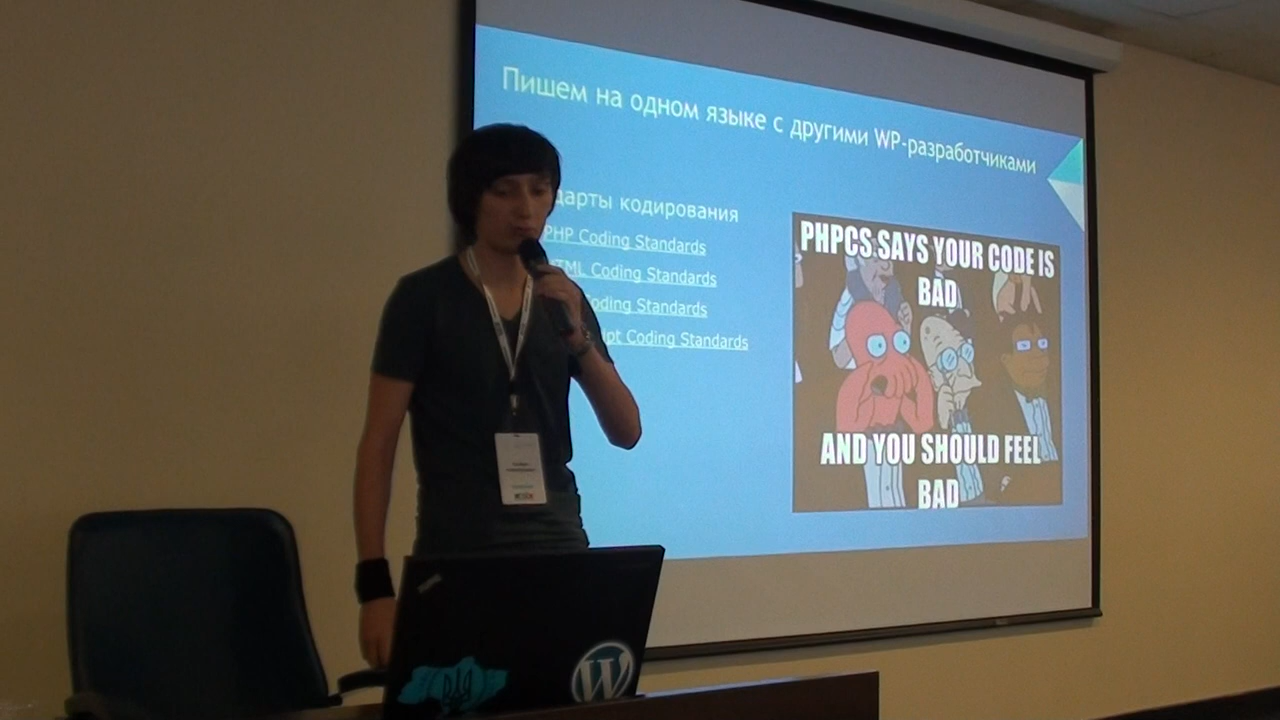 Пишем на одном языке с другими WP-разработчиками
дарты кодирования
PHP Coding Standards
TML Coding Standards
Coding Standards
ipt Coding Standards
PHPCS SAYS YOUR CODE IS
BAD
AND YOU SHOULD FEEL
BAD
W